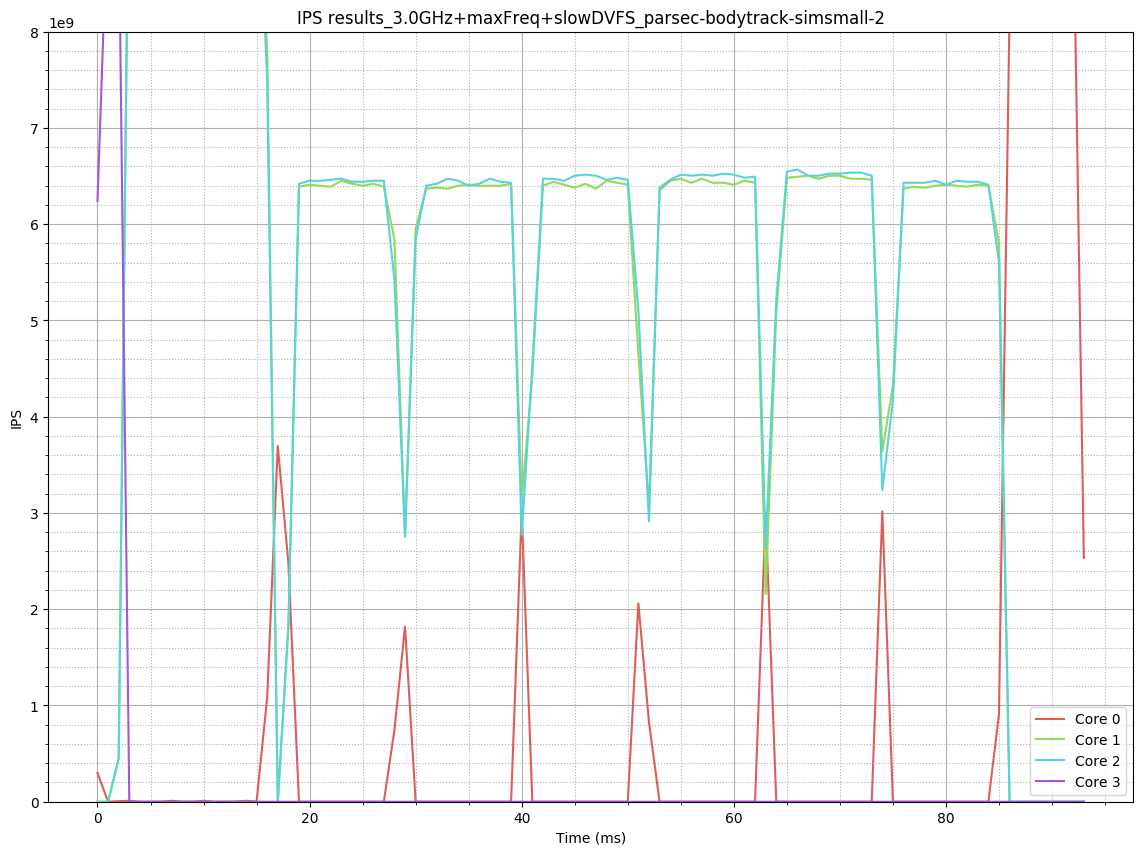 IPS results_3.0GHz+maxFreq+slowDVFS_parsec-bodytrack-simsmall-2
1e9
8
7
6
5
4
3
2
1
0
IPS
0 20 40 60 80
Time (ms)
Core 0
Core 1
Core 2
Core 3